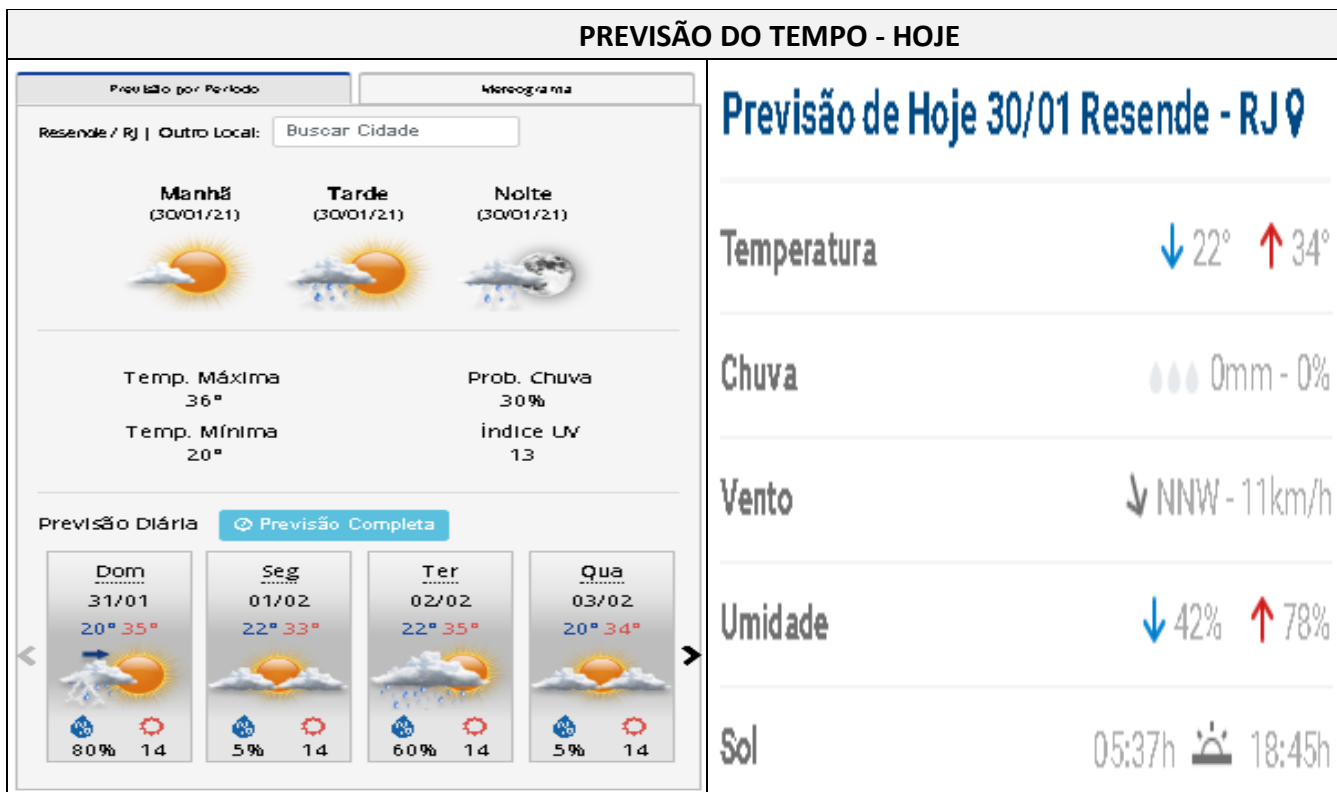 PREVISÃO DO TEMPO - HOJE
Previsão por Período
Meteograma
Resende / RJ | Outro Local: Buscar Cidade
Manhã Tarde Noite
(30/01/21) (30/01/21) (30/01/21)
Temp. Máxima Prob. Chuva
36° 30%
Temp. Mínima Índice UV
20° 13
Previsão Diária Previsão Completa
Dom Seg Ter Qua
31/01 01/02 02/02 03/02
20° 35° 22° 33° 22° 35° 20° 34°
80% 14 5% 14 60% 14 5% 14
Previsão de Hoje 30/01 Resende - RJ
Temperatura 22° 34°
Chuva 0mm - 0%
Vento NNW - 11km/h
Umidade 42% 78%
Sol 05:37h 18:45h